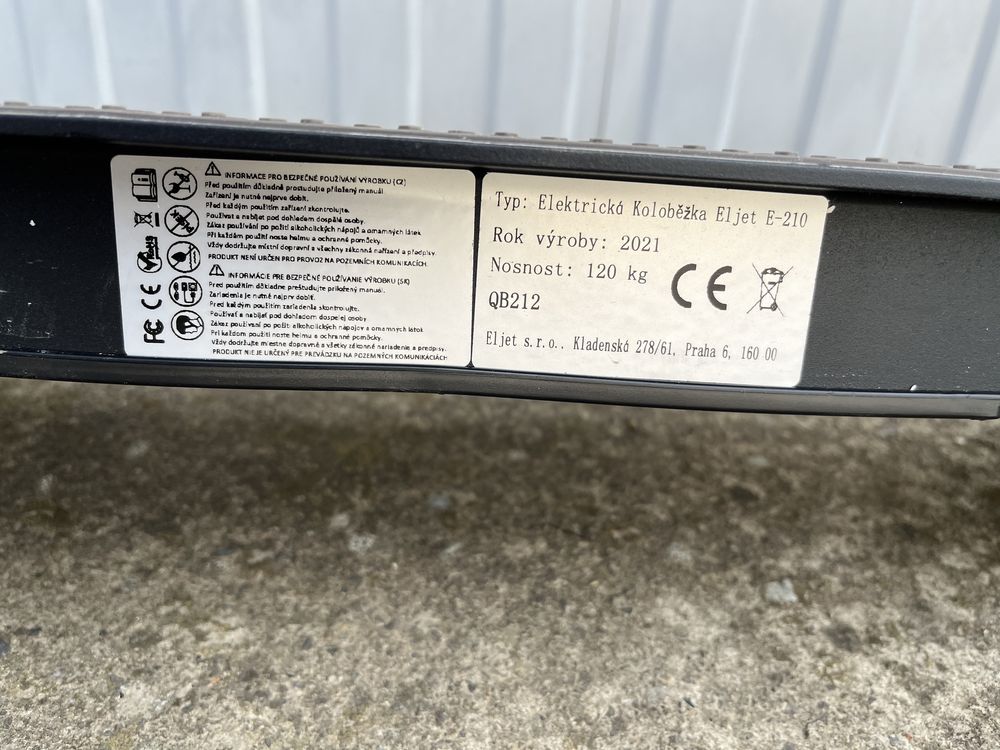 INFORMACE PRO BEZPEČNÉ POUŽÍVÁNÍ VÝROBKU (CZ)
Před použitím důkladně prostudujte přiložený manuál.
Zařízení je nutné nejprve dobít.
Před každým použitím zařízení zkontrolujte.
Používat a nabíjet pod dohledem dospělé osoby.
Zákaz používání po požití alkoholických nápojů a omamných látek
Při každém použití noste helmu a ochranné pomůcky.
Vždy dodržujte místní dopravní a všechny zákonná nařízení a předpisy.
PRODUKT NENÍ URČEN PRO PROVOZ NA POZEMNÍCH KOMUNIKACÍCH.
INFORMÁCIE PRE BEZPEČNÉ POUŽÍVANIE VÝROBKU (SK)
Pred použitím dôkladne preštudujte priložený manuál.
Zariadenia je nutné najprv dobiť.
Pred každým použitím zariadenia skontrolujte.
Používať a nabíjať pod dohľadom dospelej osoby
Zákaz používaní po požití alkoholických nápojov a omamných látok
Pri každom použití noste helmu a ochranné pomôcky.
Vždy dodržujte miestne dopravné a všetky zákonné nariadenie a predpisy.
PRODUKT NIE JE URČENÝ PRE PREVÁDZKU NA POZEMNÝCH KOMUNIKÁCIÁCH
RoHS
CE
FC
Typ: Elektrická Koloběžka Eljet E-210
Rok výroby: 2021
Nosnost: 120 kg
CE
QB212
Eljet s.r.o., Kladenská 278/61, Praha 6, 160 00